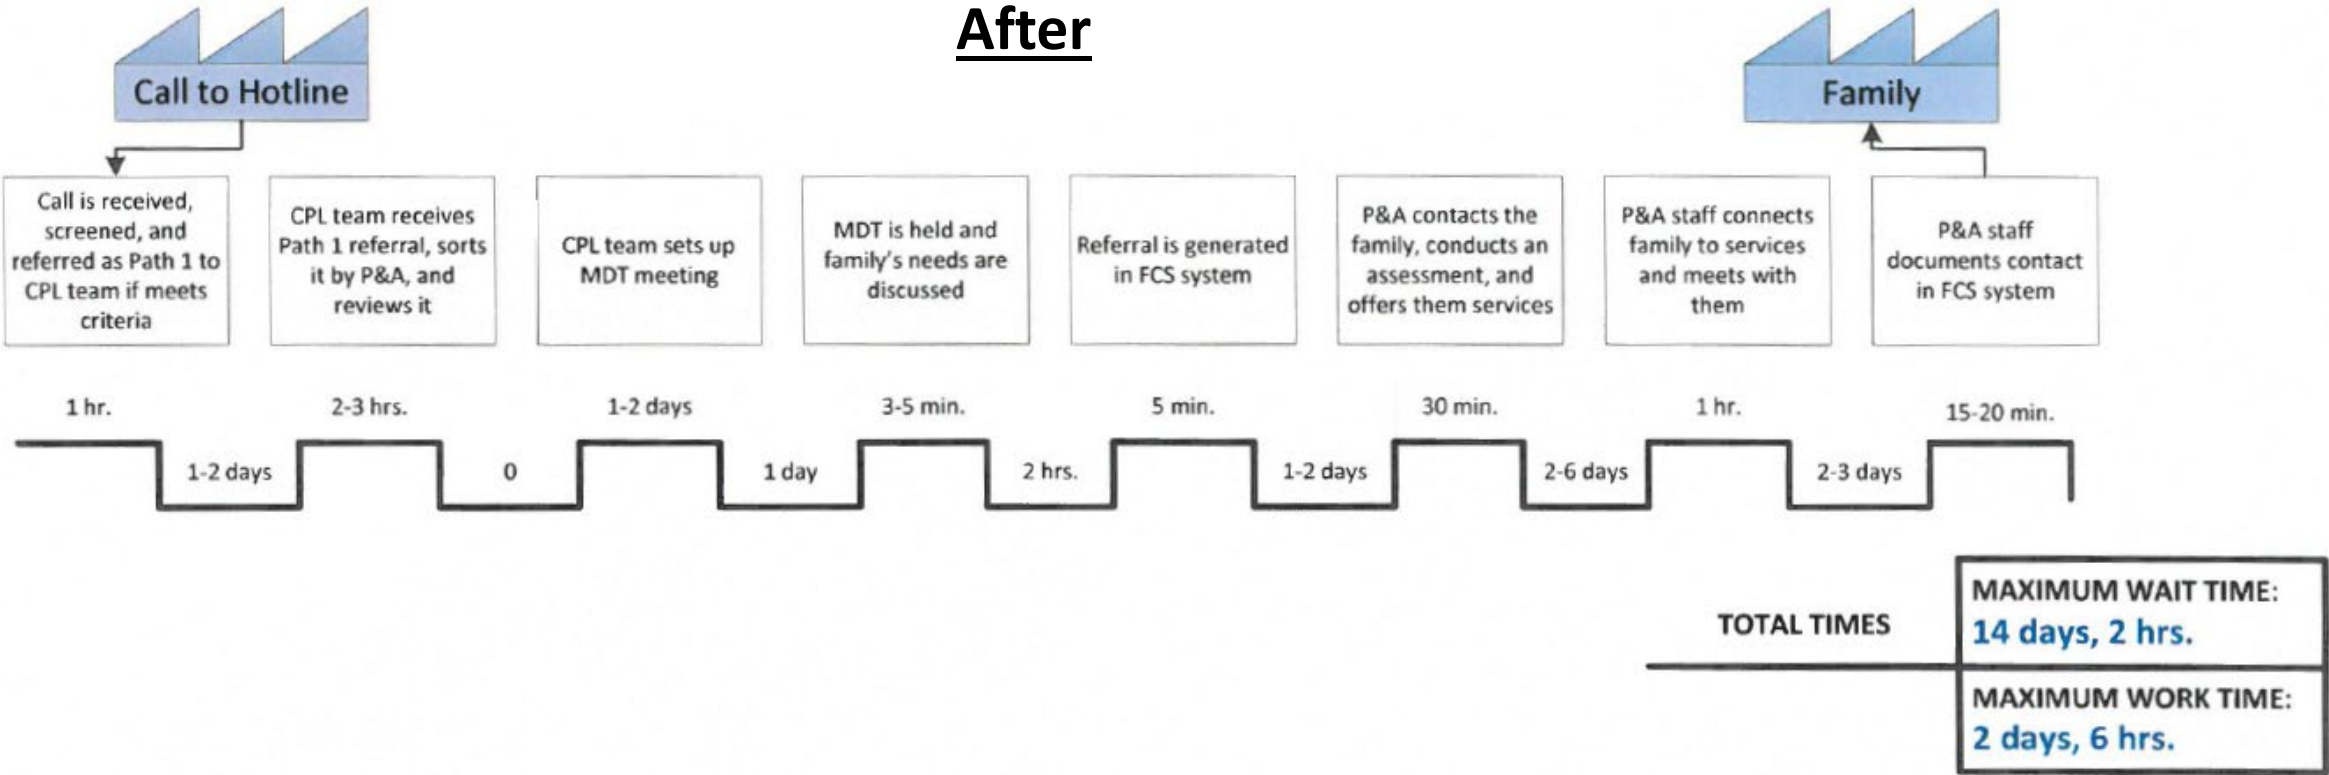 After
Call to Hotline
Family
Call is received,
screened, and
referred as Path 1 to
CPL team if meets
criteria
CPL team receives
Path 1 referral, sorts
it by P&A, and
reviews it
CPL team sets up
MDT meeting
MDT is held and
family's needs are
discussed
Referral is generated
in FCS system
P&A contacts the
family, conducts an
assessment, and
offers them services
P&A staff connects
family to services
and meets with
them
P&A staff
documents contact
in FCS system
1 hr.
2-3 hrs.
1-2 days
3-5 min.
5 min.
30 min.
1 hr.
15-20 min.
1-2 days
0
1 day
2 hrs.
1-2 days
2-6 days
2-3 days
TOTAL TIMES
MAXIMUM WAIT TIME:
14 days, 2 hrs.
MAXIMUM WORK TIME:
2 days, 6 hrs.